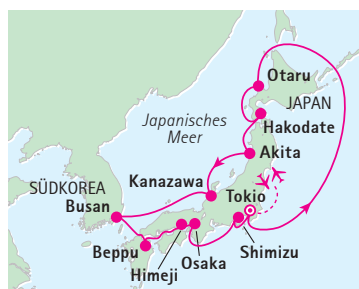 Otaru
JAPAN
Japanisches
Meer
Hakodate
Akita
Kanazawa
SÜDKOREA
Tokio
Busan
Beppu
Shimizu
Himeji
Osaka